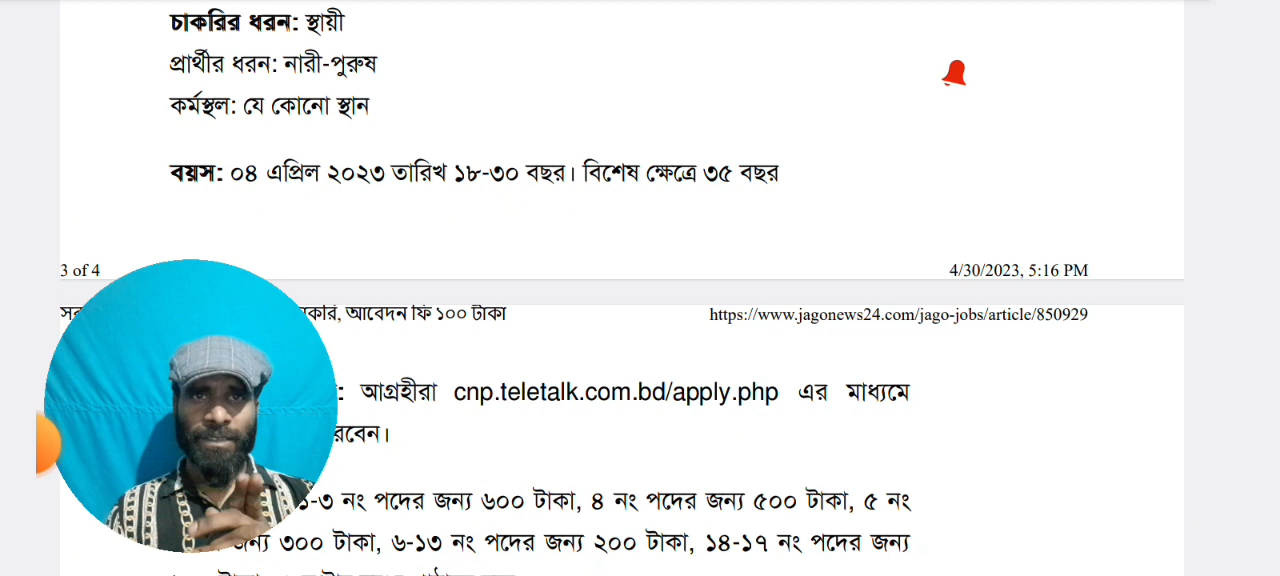 চাকরির ধরন: স্থায়ী
প্রার্থীর ধরন: নারী-পুরুষ
কর্মস্থল: যে কোনো স্থান
বয়স: ০৪ এপ্রিল ২০২৩ তারিখ ১৮-৩০ বছর। বিশেষ ক্ষেত্রে ৩৫ বছর
3 of 4 4/30/2023, 5:16 PM
আবেদন ফি ১০০ টাকা https://www.jagonews24.com/jago-jobs/article/850929
আগ্রহীরা cnp.teletalk.com.bd/apply.php এর মাধ্যমে
১-৩ নং পদের জন্য ৬০০ টাকা, ৪ নং পদের জন্য ৫০০ টাকা, ৫ নং
জন্য ৩০০ টাকা, ৬-১৩ নং পদের জন্য ২০০ টাকা, ১৪-১৭ নং পদের জন্য